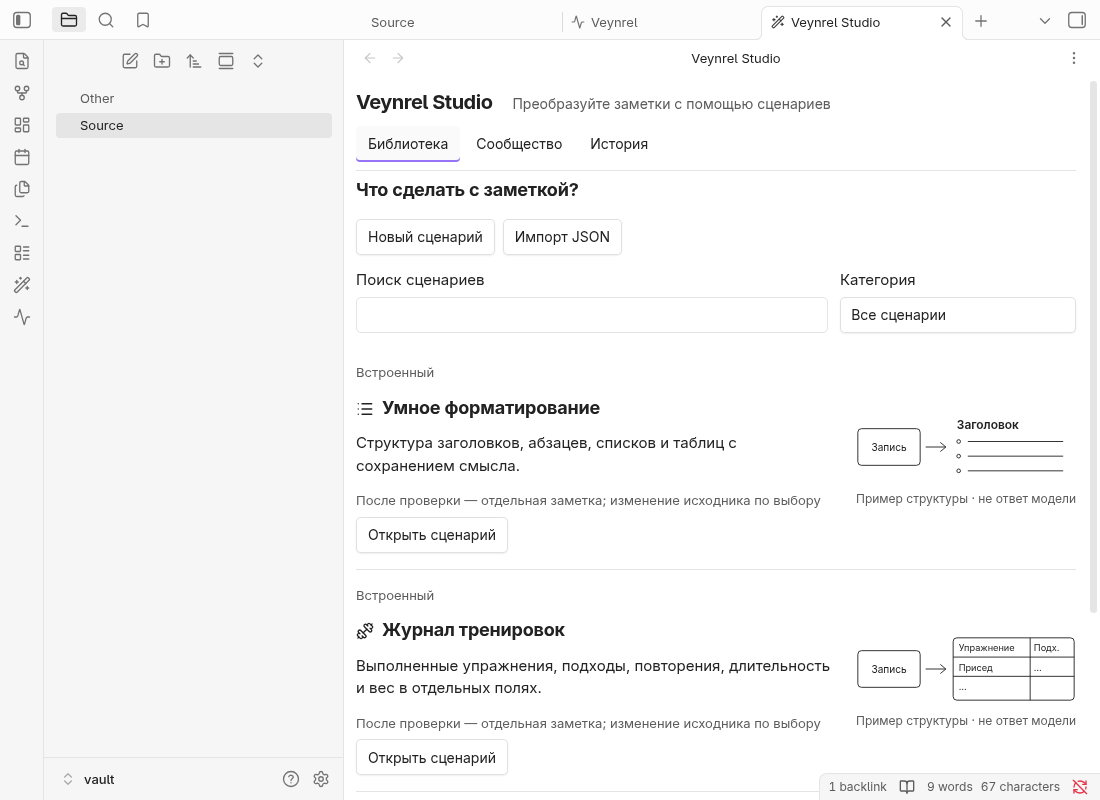 Source
Veynrel
Veynrel Studio
Veynrel Studio
Other
Source
Veynrel Studio
Преобразуйте заметки с помощью сценариев
Библиотека
Сообщество
История
Что сделать с заметкой?
Новый сценарий
Импорт JSON
Поиск сценариев
Категория
Все сценарии
Встроенный
Умное форматирование
Структура заголовков, абзацев, списков и таблиц с
сохранением смысла.
После проверки — отдельная заметка; изменение исходника по выбору
Открыть сценарий
Запись
Заголовок
Пример структуры · не ответ модели
Встроенный
Журнал тренировок
Выполненные упражнения, подходы, повторения, длительность
и вес в отдельных полях.
После проверки — отдельная заметка; изменение исходника по выбору
Открыть сценарий
Запись
Упражнение Подх.
Присед ...
...
Пример структуры · не ответ модели
vault
1 backlink 9 words 67 characters